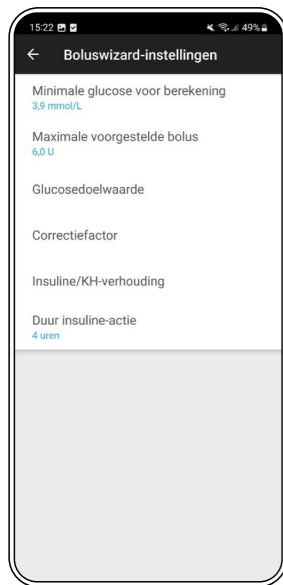 15:22 49%
Boluswizard-instellingen
Minimale glucose voor berekening
3,9 mmol/L
Maximale voorgestelde bolus
6,0 U
Glucosedoelwaarde
Correctiefactor
Insuline/KH-verhouding
Duur insuline-actie
4 uren